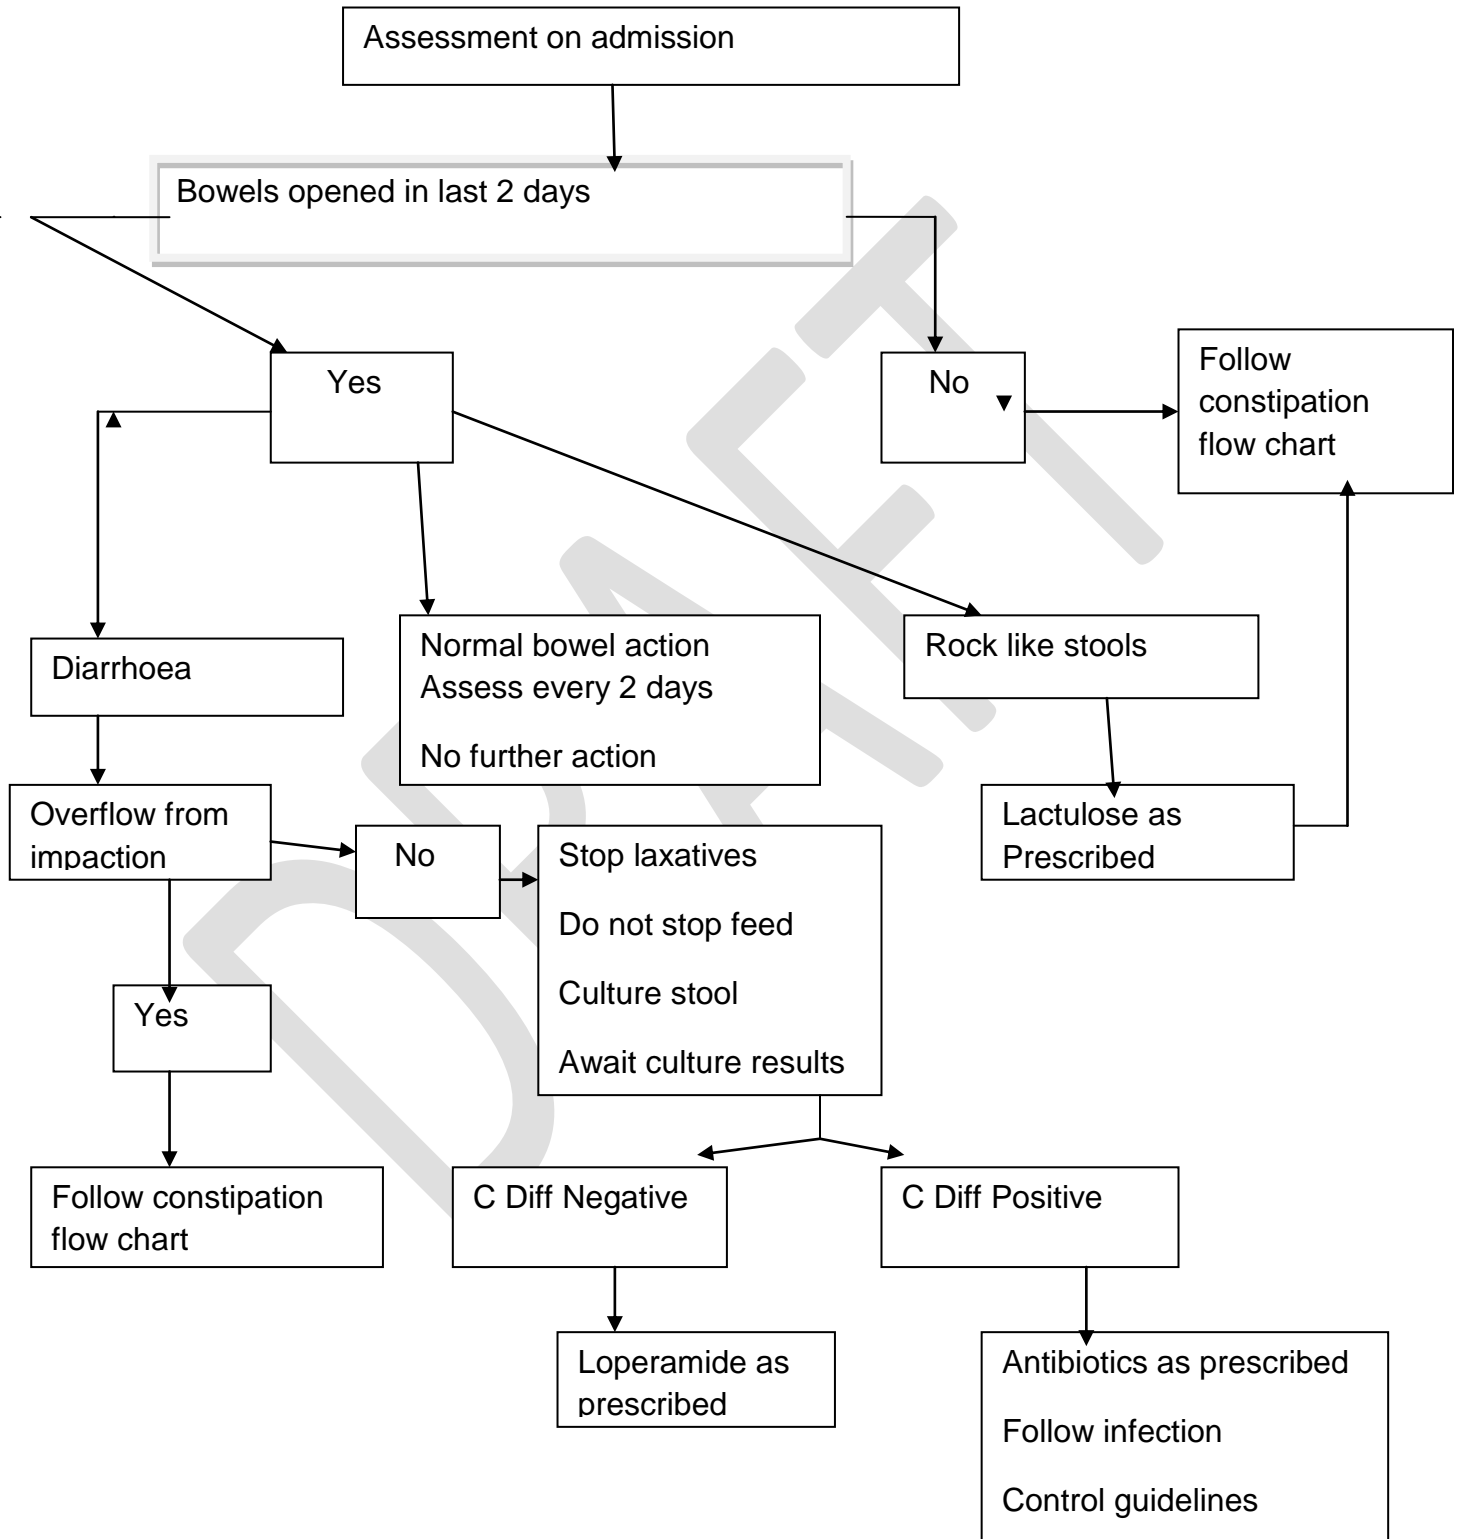 Assessment on admission
Bowels opened in last 2 days
Yes
No
Follow
constipation
flow chart
Diarrhoea
Normal bowel action
Assess every 2 days
No further action
Rock like stools
Overflow from
impaction
No
Stop laxatives
Do not stop feed
Culture stool
Await culture results
Lactulose as
Prescribed
Yes
Follow constipation
flow chart
C Diff Negative
C Diff Positive
Loperamide as
prescribed
Antibiotics as prescribed
Follow infection
Control guidelines
DRAFT